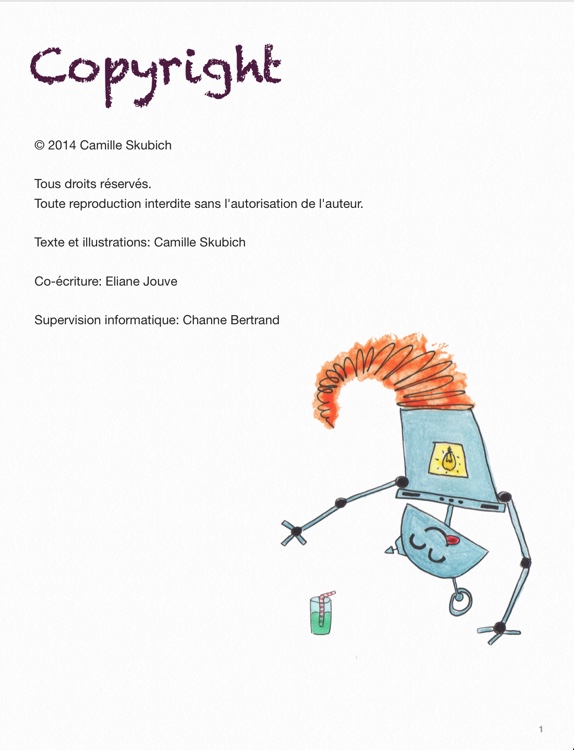 Copyright
© 2014 Camille Skubich
Tous droits réservés.
Toute reproduction interdite sans l'autorisation de l'auteur.
Texte et illustrations: Camille Skubich
Co-écriture: Eliane Jouve
Supervision informatique: Channe Bertrand
1